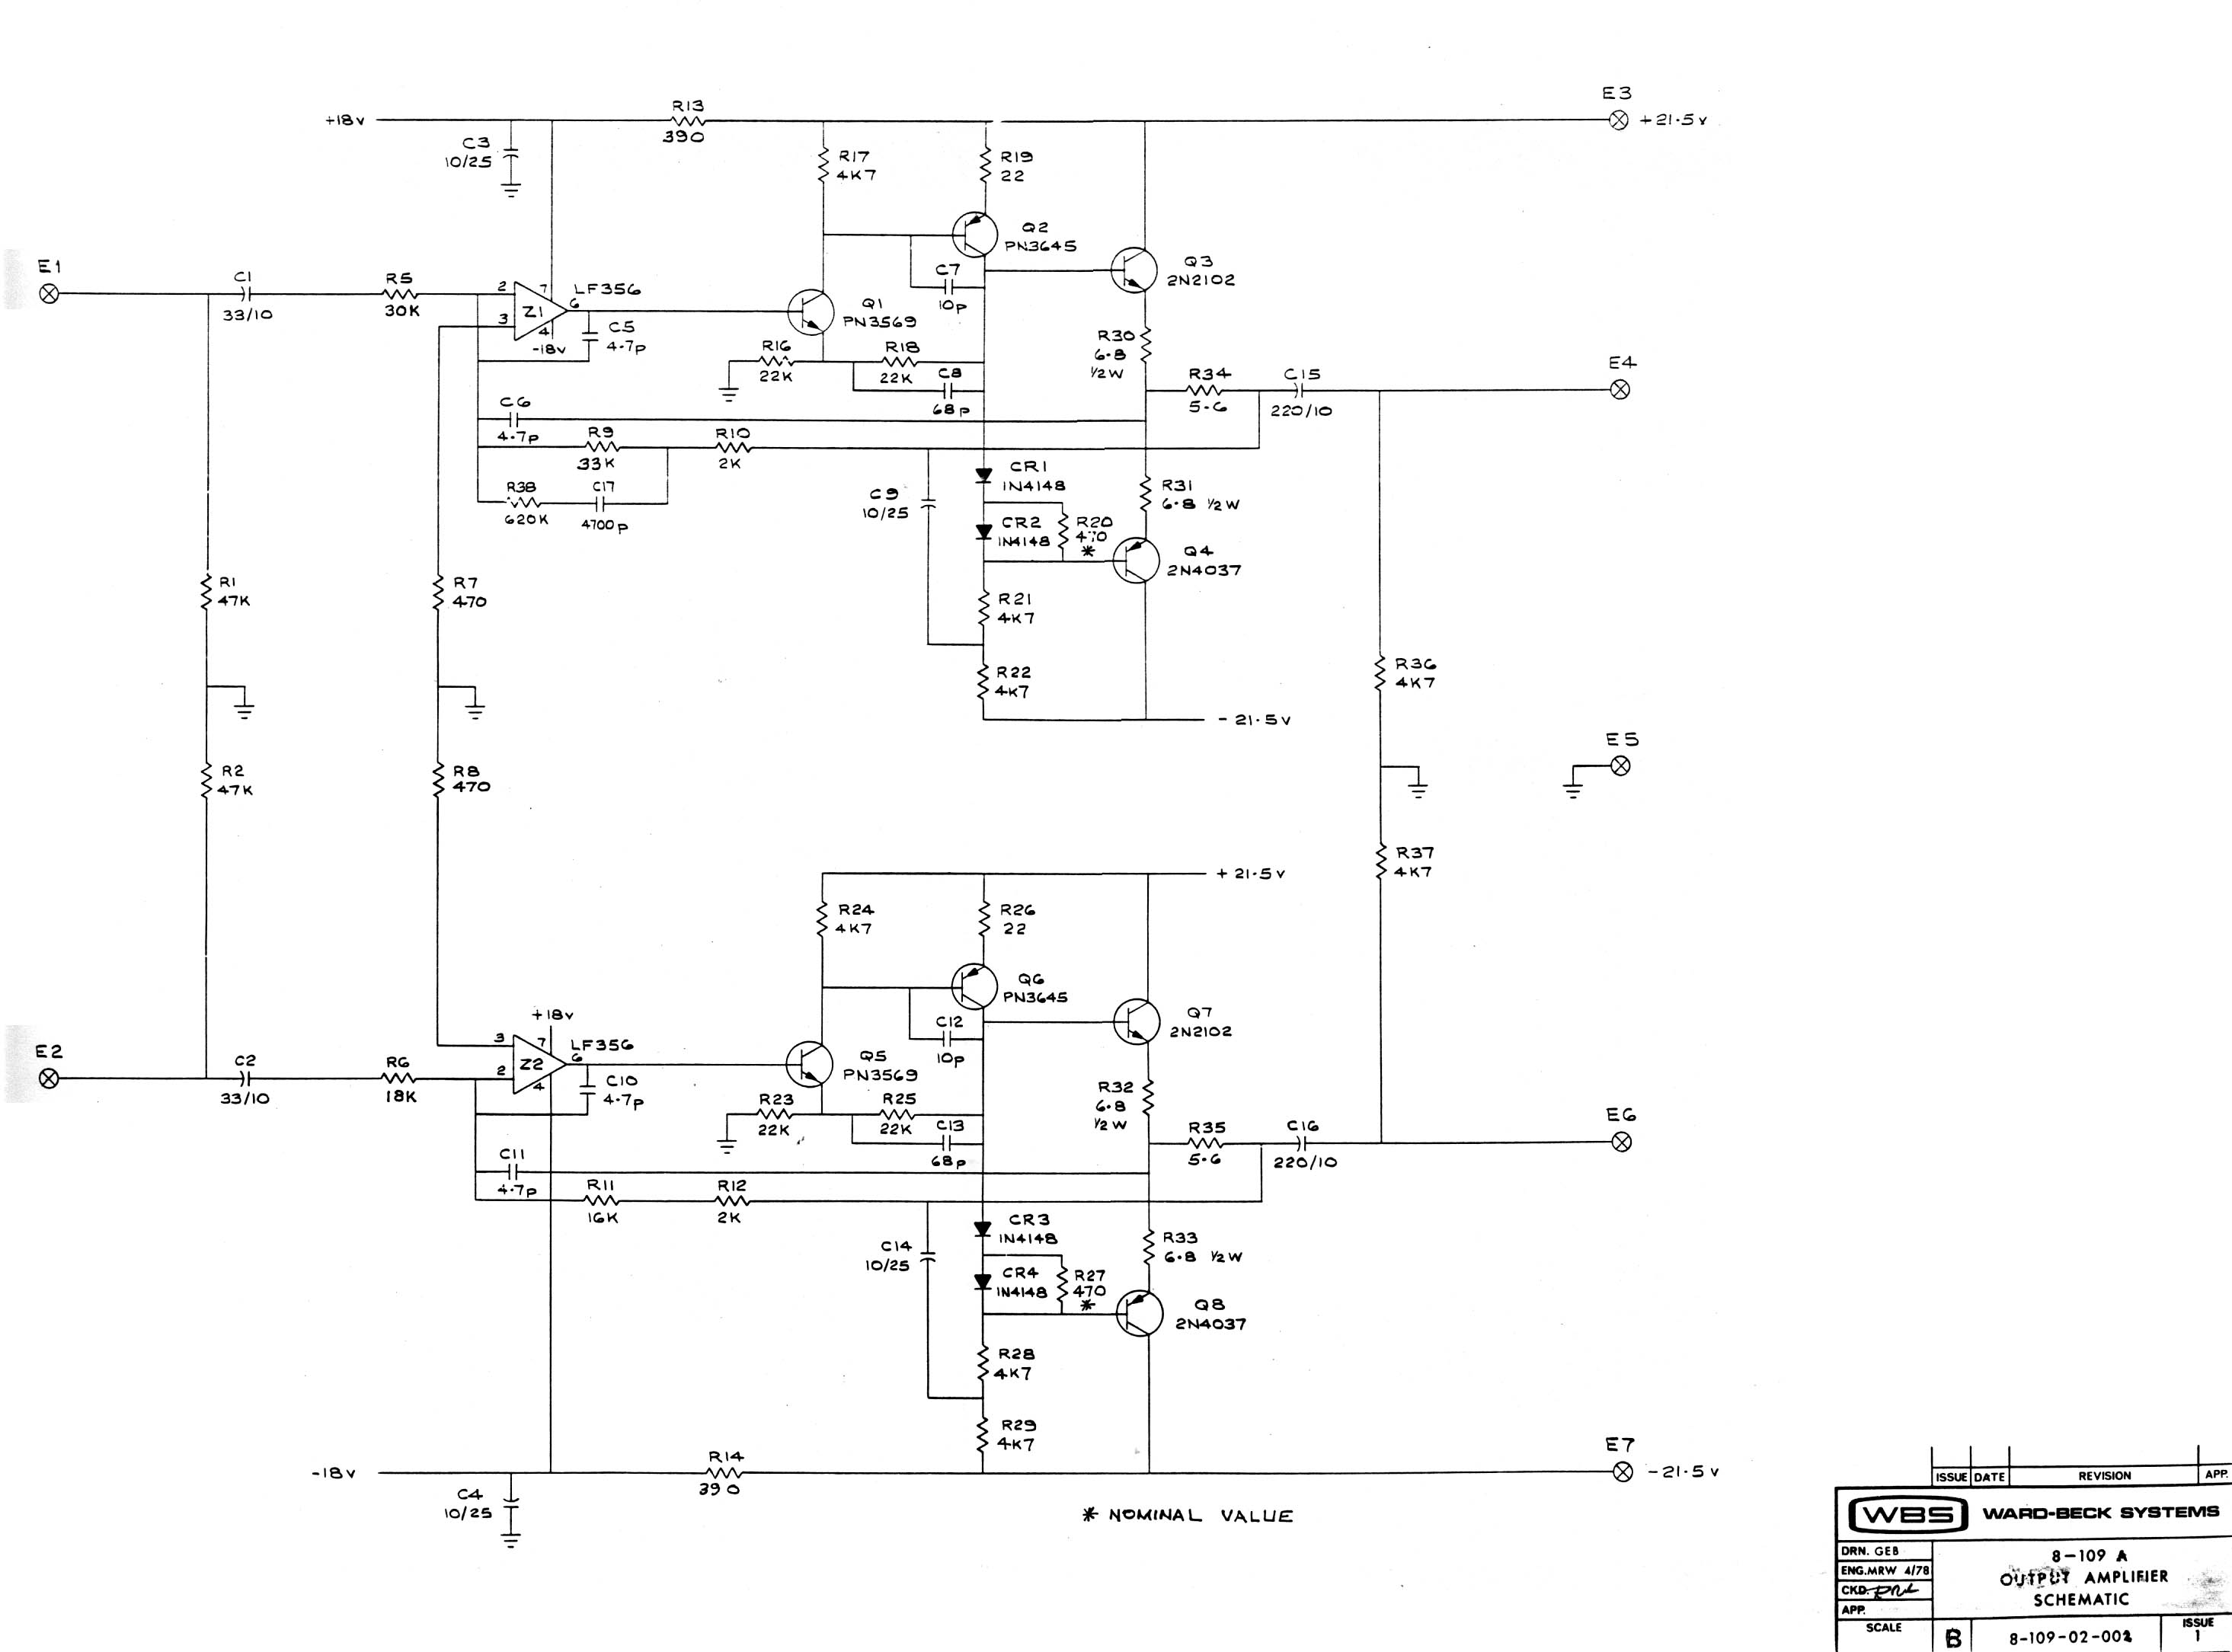 E3
+18v
R13
390
+21.5v
C3
10/25
R17
4K7
R19
22
Q2
PN3645
E1
C1
33/10
R5
30K
2
7
LF356
6
3
Z1
4
-18v
C5
4.7p
Q1
PN3569
C7
10p
Q3
2N2102
R16
22K
R18
22K
C8
68p
R30
6.8
1/2W
R34
5.6
C15
220/10
E4
C6
4.7p
R9
33K
R10
2K
R38
620K
C17
4700p
C9
10/25
CR1
1N4148
CR2
1N4148
R20
470
*
R31
6.8 1/2W
Q4
2N4037
R1
47K
R7
470
R21
4K7
R22
4K7
-21.5v
R36
4K7
E5
R2
47K
R8
470
R37
4K7
+21.5v
R24
4K7
R26
22
Q6
PN3645
E2
C2
33/10
R6
18K
+18v
3
7
LF356
6
2
Z2
4
C10
4.7p
Q5
PN3569
C12
10p
Q7
2N2102
R23
22K
R25
22K
C13
68p
R32
6.8
1/2W
R35
5.6
C16
220/10
E6
C11
4.7p
R11
16K
R12
2K
C14
10/25
CR3
1N4148
CR4
1N4148
R27
470
*
R33
6.8 1/2W
Q8
2N4037
R28
4K7
R29
4K7
-18v
R14
390
E7
-21.5v
C4
10/25
* NOMINAL VALUE
ISSUE DATE REVISION APP.
WBS WARD-BECK SYSTEMS
DRN. GEB
ENG. MRW 4/78
CKD.
APP.
SCALE
8-109 A
OUTPUT AMPLIFIER
SCHEMATIC
B
8-109-02-002
ISSUE
1